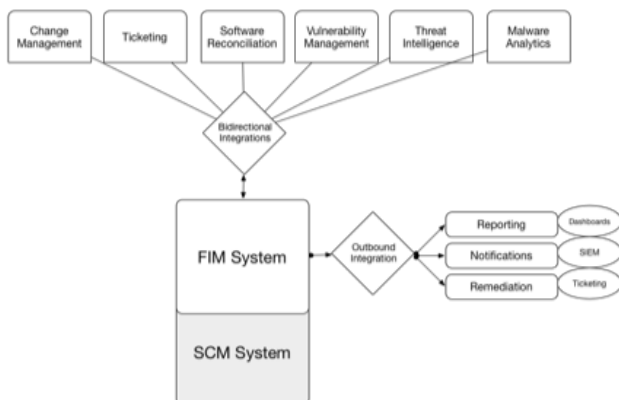 Change
Management
Ticketing
Software
Reconciliation
Vulnerability
Management
Threat
Intelligence
Malware
Analytics
Bidirectional
Integrations
FIM System
Outbound
Integration
Reporting
Dashboards
Notifications
SIEM
Remediation
Ticketing
SCM System